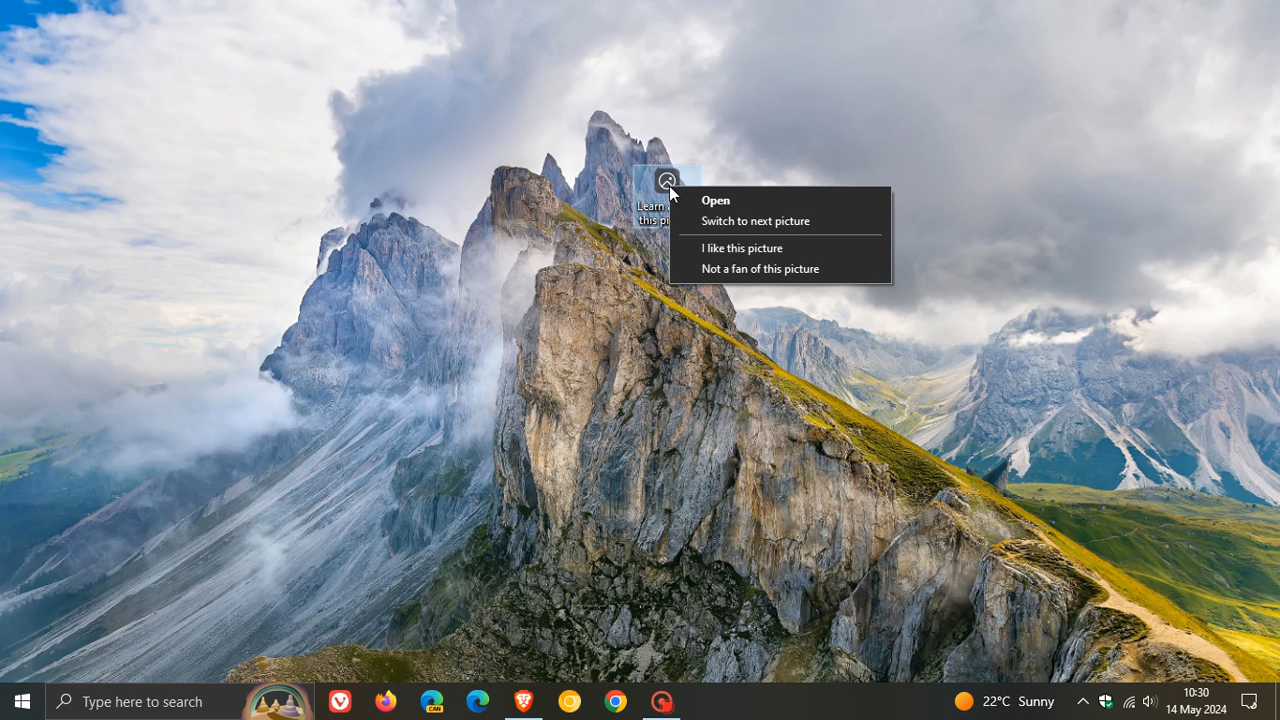 Learn
this pi
Open
Switch to next picture
I like this picture
Not a fan of this picture
Type here to search
CAN
22°C Sunny
10:30
14 May 2024